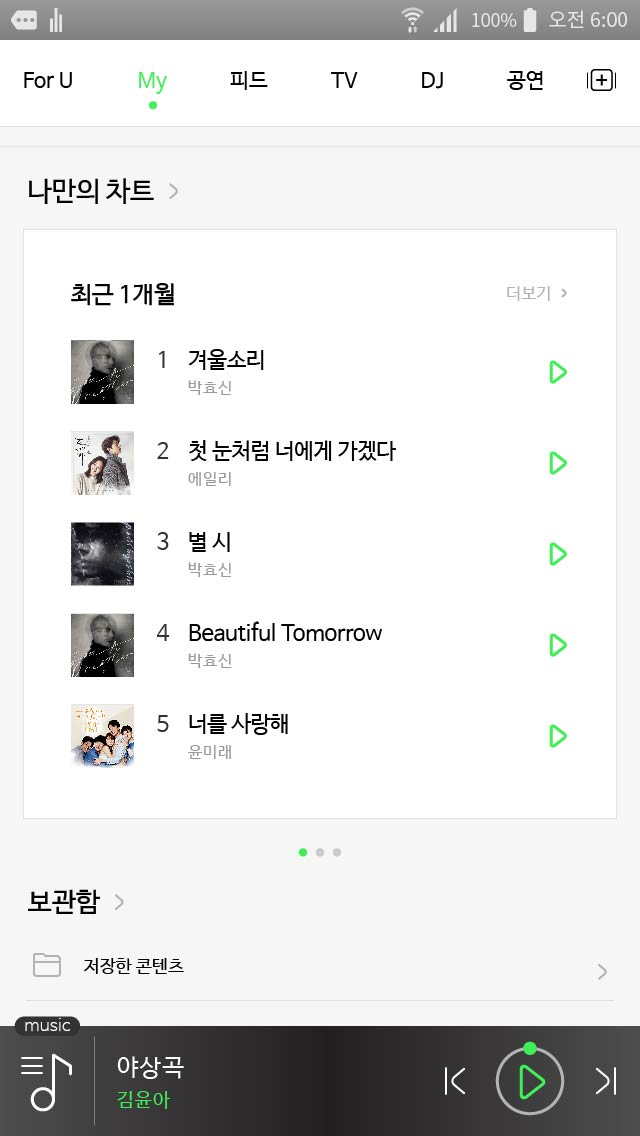 100% 오전 6:00
For U My 피드 TV DJ 공연
나만의 차트
최근 1개월 더보기
1 겨울소리
박효신
2 첫 눈처럼 너에게 가겠다
에일리
3 별 시
박효신
4 Beautiful Tomorrow
박효신
5 너를 사랑해
윤미래
보관함
저장한 콘텐츠
music
야상곡
김윤아